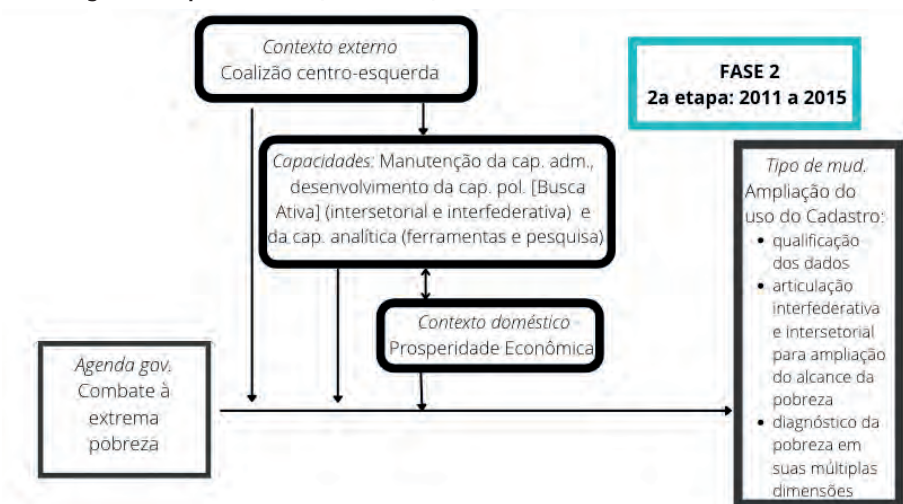 Contexto externo
Coalizão centro-esquerda
FASE 2
2a etapa: 2011 a 2015
Capacidades: Manutenção da cap. adm.,
desenvolvimento da cap. pol. [Busca
Ativa] (intersetorial e interfederativa) e
da cap. analítica (ferramentas e pesquisa)
Contexto doméstico
Prosperidade Econômica
Agenda gov.
Combate à
extrema
pobreza
Tipo de mud.
Ampliação do
uso do Cadastro:
• qualificação
dos dados
• articulação
interfederativa
e intersetorial
para ampliação
do alcance da
pobreza
• diagnóstico da
pobreza em
suas múltiplas
dimensões